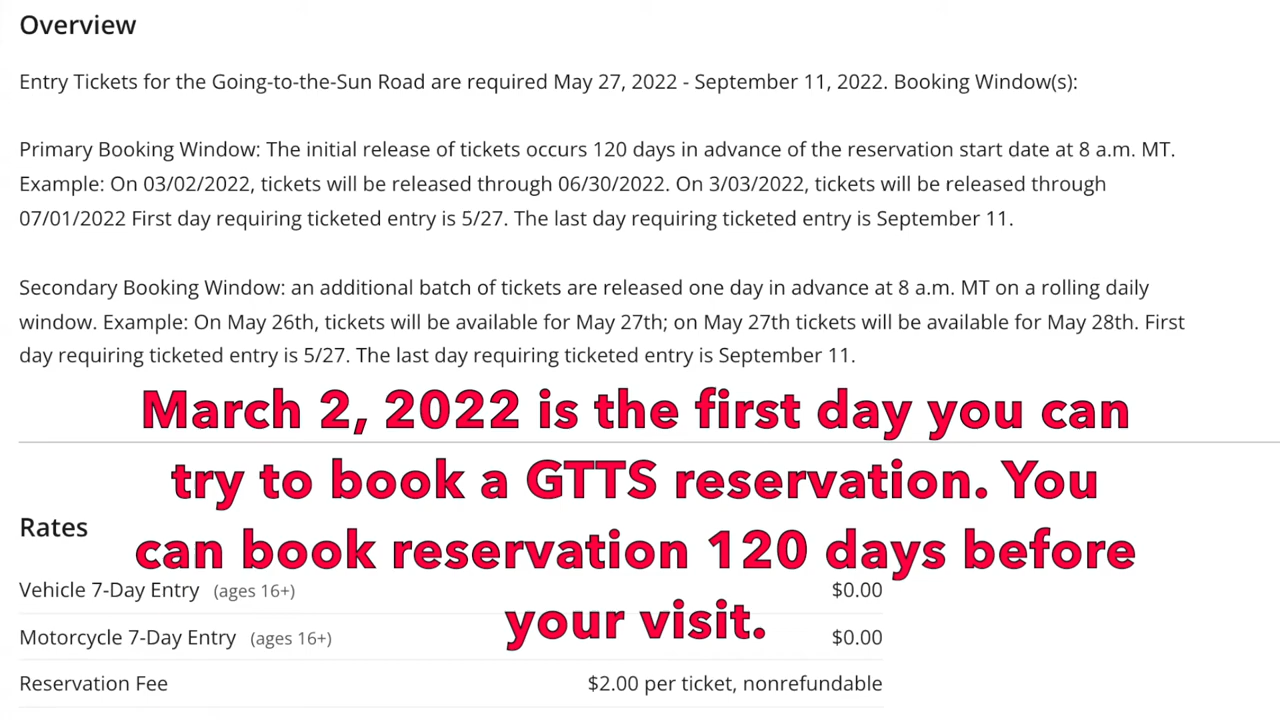 Overview
Entry Tickets for the Going-to-the-Sun Road are required May 27, 2022 - September 11, 2022. Booking Window(s):
Primary Booking Window: The initial release of tickets occurs 120 days in advance of the reservation start date at 8 a.m. MT.
Example: On 03/02/2022, tickets will be released through 06/30/2022. On 3/03/2022, tickets will be released through
07/01/2022 First day requiring ticketed entry is 5/27. The last day requiring ticketed entry is September 11.
Secondary Booking Window: an additional batch of tickets are released one day in advance at 8 a.m. MT on a rolling daily
window. Example: On May 26th, tickets will be available for May 27th; on May 27th tickets will be available for May 28th. First
day requiring ticketed entry is 5/27. The last day requiring ticketed entry is September 11.
March 2, 2022 is the first day you can
try to book a GTTS reservation. You
can book reservation 120 days before
your visit.
Rates
Vehicle 7-Day Entry (ages 16+) $0.00
Motorcycle 7-Day Entry (ages 16+) $0.00
Reservation Fee $2.00 per ticket, nonrefundable